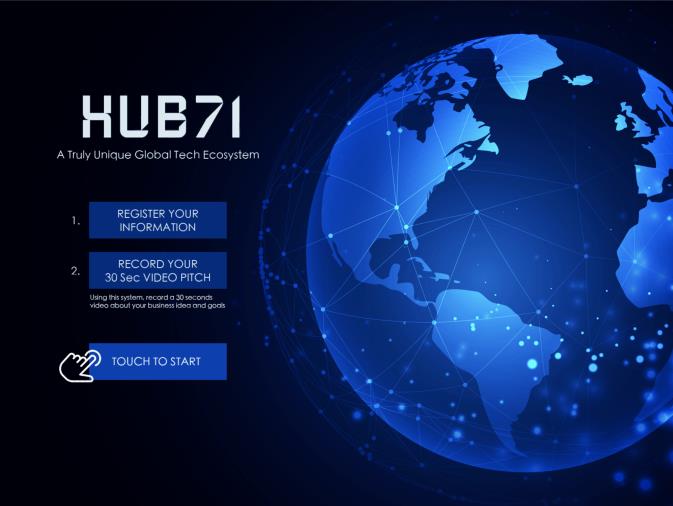 HUB71
A Truly Unique Global Tech Ecosystem
1.
REGISTER YOUR
INFORMATION
2.
RECORD YOUR
30 Sec VIDEO PITCH
Using this system, record a 30 seconds
video about your business idea and goals
TOUCH TO START